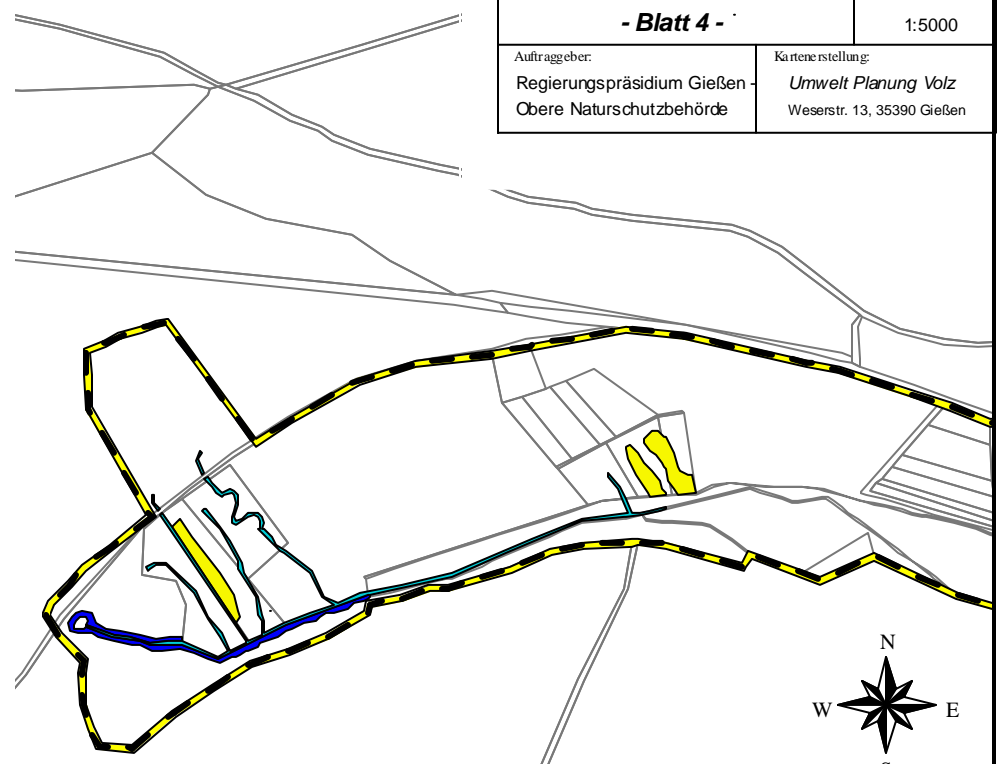 - Blatt 4 -
1:5000
Auftraggeber:
Regierungspräsidium Gießen -
Obere Naturschutzbehörde
Kartenerstellung:
Umwelt Planung Volz
Weserstr. 13, 35390 Gießen
N
W
E